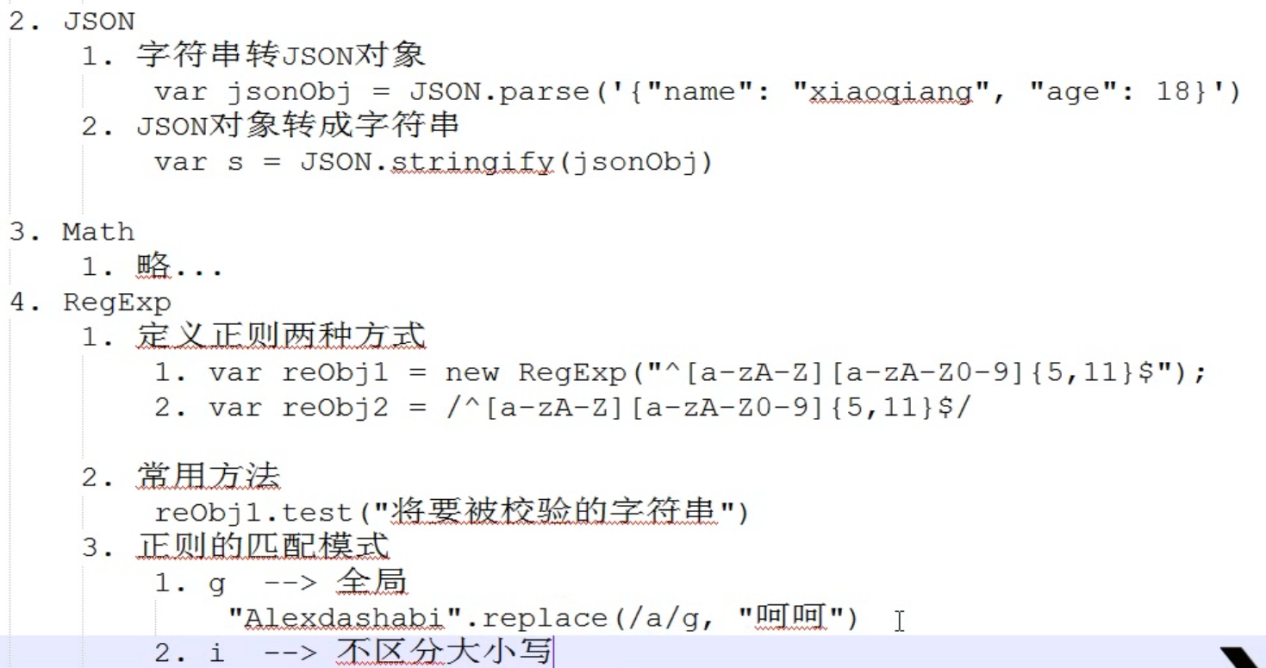 2. JSON
1. 字符串转JSON对象
var jsonObj = JSON.parse('{"name": "xiaoqiang", "age": 18}')
2. JSON对象转成字符串
var s = JSON.stringify(jsonObj)
3. Math
1. 略...
4. RegExp
1. 定义正则两种方式
1. var reObj1 = new RegExp("^[a-zA-Z][a-zA-Z0-9]{5,11}$");
2. var reObj2 = /^[a-zA-Z][a-zA-Z0-9]{5,11}$/
2. 常用方法
reObj1.test("将要被校验的字符串")
3. 正则的匹配模式
1. g  --> 全局
"Alexdashabi".replace(/a/g, "呵呵")
2. i  --> 不区分大小写